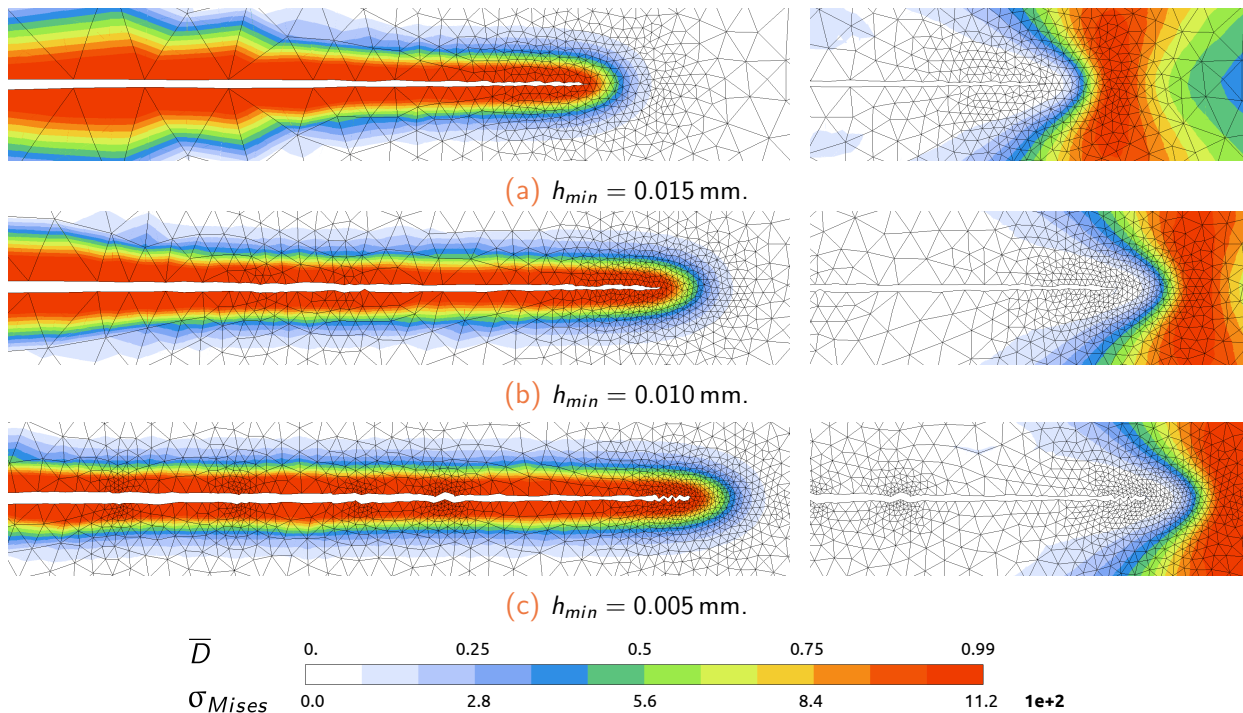 (a) h_min = 0.015 mm.
(b) h_min = 0.010 mm.
(c) h_min = 0.005 mm.
D̅ 0. 0.25 0.5 0.75 0.99
σ_Mises 0.0 2.8 5.6 8.4 11.2 1e+2